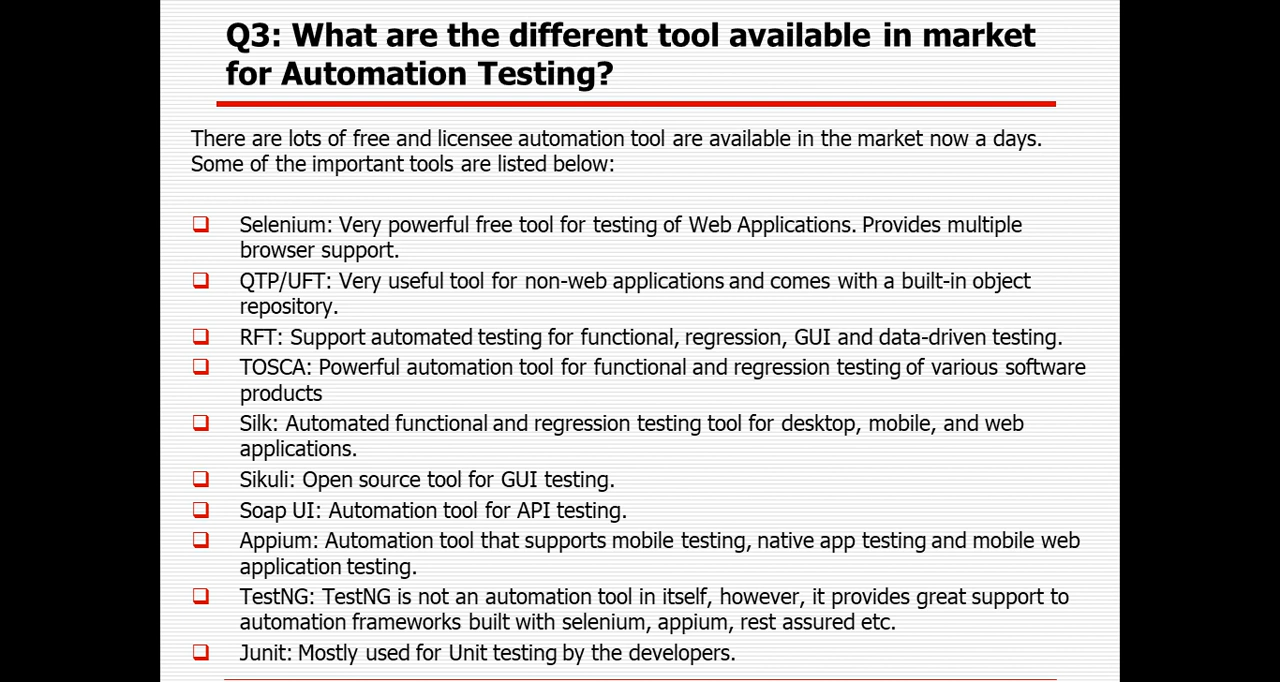 Q3: What are the different tool available in market
for Automation Testing?
There are lots of free and licensee automation tool are available in the market now a days.
Some of the important tools are listed below:
Selenium: Very powerful free tool for testing of Web Applications. Provides multiple
browser support.
QTP/UFT: Very useful tool for non-web applications and comes with a built-in object
repository.
RFT: Support automated testing for functional, regression, GUI and data-driven testing.
TOSCA: Powerful automation tool for functional and regression testing of various software
products
Silk: Automated functional and regression testing tool for desktop, mobile, and web
applications.
Sikuli: Open source tool for GUI testing.
Soap UI: Automation tool for API testing.
Appium: Automation tool that supports mobile testing, native app testing and mobile web
application testing.
TestNG: TestNG is not an automation tool in itself, however, it provides great support to
automation frameworks built with selenium, appium, rest assured etc.
Junit: Mostly used for Unit testing by the developers.